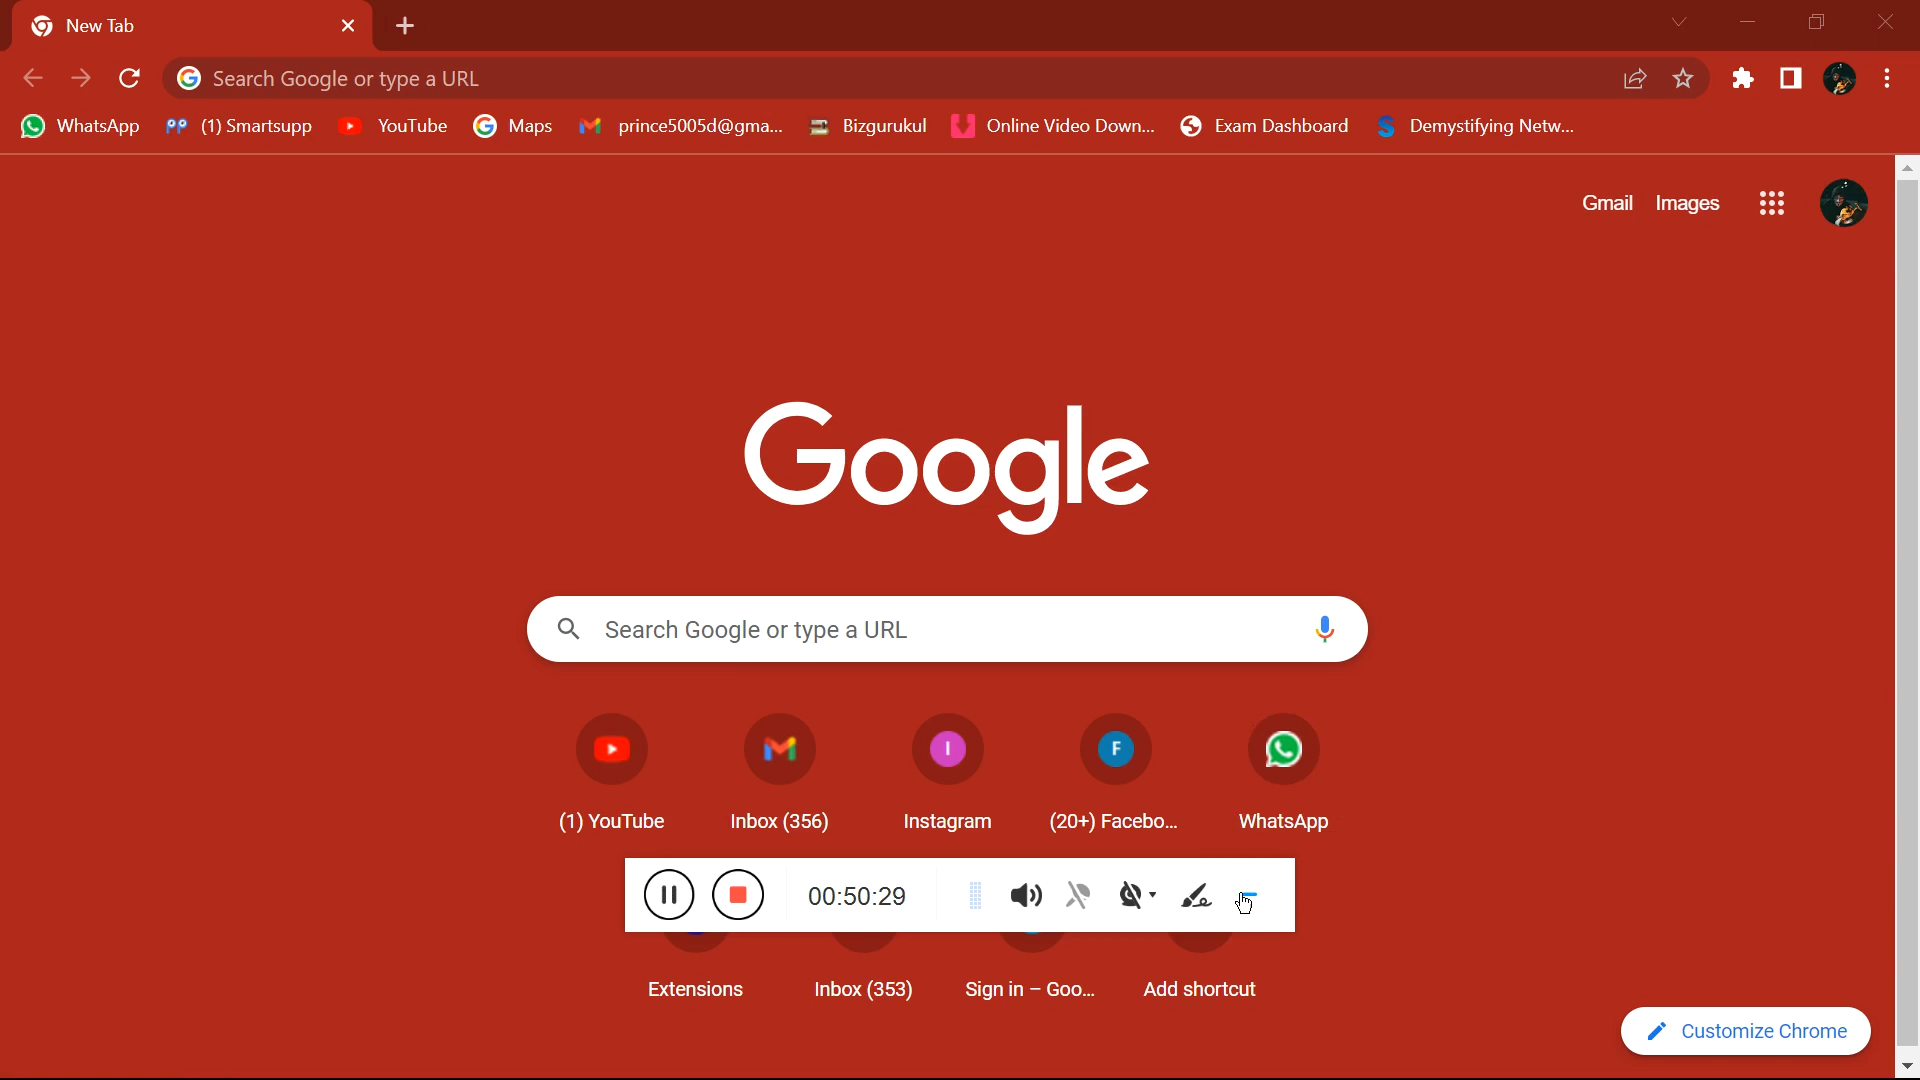 New Tab
Search Google or type a URL
WhatsApp (1) Smartsupp YouTube Maps prince5005d@gma... Bizgurukul Online Video Down... Exam Dashboard Demystifying Netw...
Gmail Images
Google
Search Google or type a URL
(1) YouTube Inbox (356) Instagram (20+) Facebo... WhatsApp
00:50:29
Extensions Inbox (353) Sign in – Goo... Add shortcut
Customize Chrome